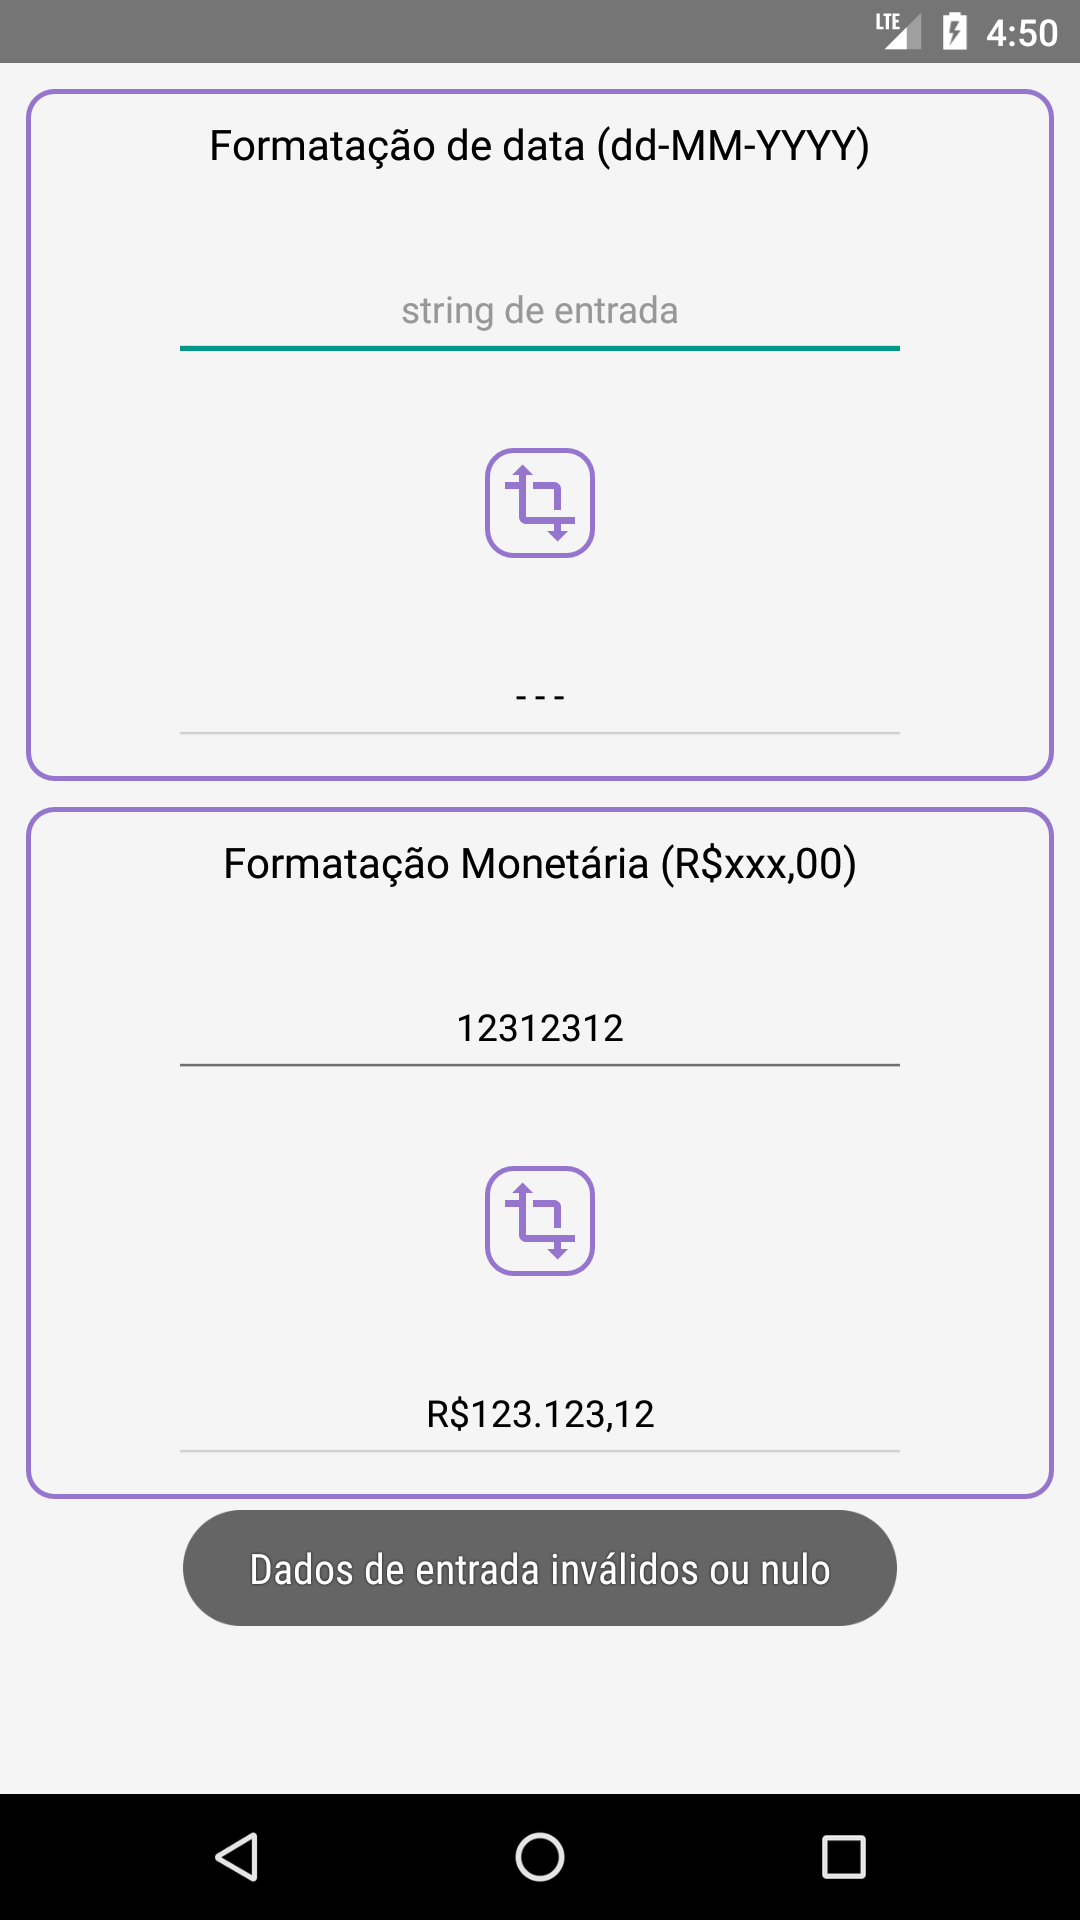 LTE 4:50
Formatação de data (dd-MM-YYYY)
string de entrada
- - -
Formatação Monetária (R$xxx,00)
12312312
R$123.123,12
Dados de entrada inválidos ou nulo